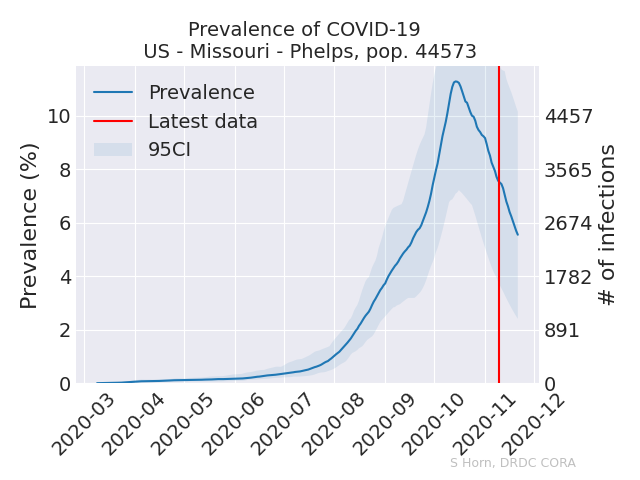 Prevalence of COVID-19
US - Missouri - Phelps, pop. 44573
Prevalence
Latest data
95CI
Prevalence (%)
10
8
6
4
2
0
4457
3565
2674
1782
891
0
# of infections
2020-03
2020-04
2020-05
2020-06
2020-07
2020-08
2020-09
2020-10
2020-11
2020-12
S Horn, DRDC CORA